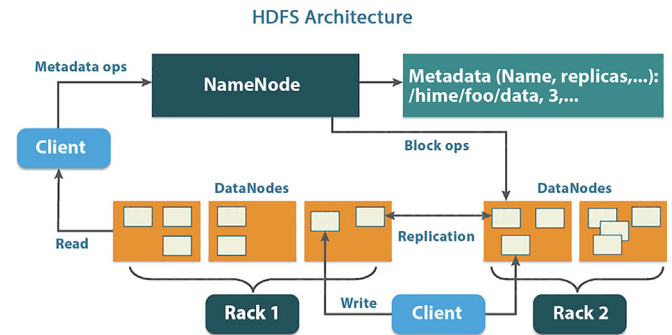 HDFS Architecture
Metadata ops
NameNode
Metadata (Name, replicas,...):
/hime/foo/data, 3,...
Client
Block ops
DataNodes
DataNodes
Read
Replication
Rack 1
Write
Client
Rack 2